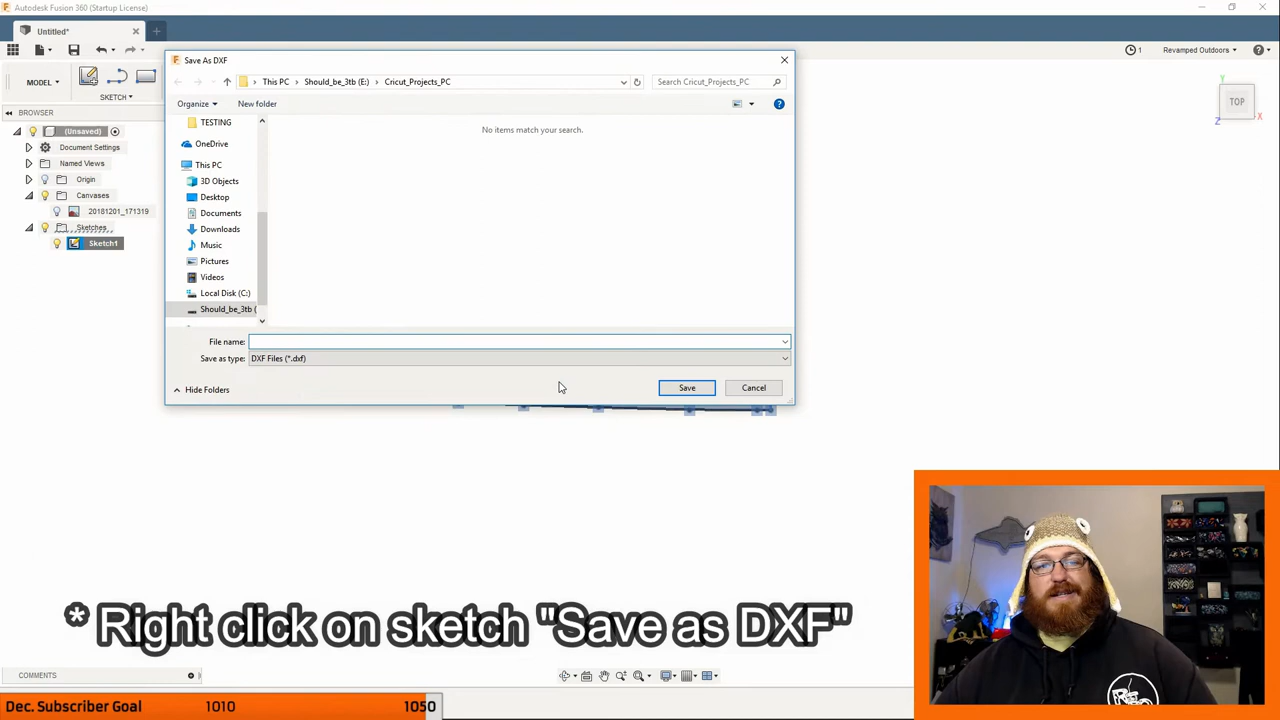 Autodesk Fusion 360 (Startup License)
Untitled*
1
Revamped Outdoors
MODEL
SKETCH
BROWSER
(Unsaved)
Document Settings
Named Views
Origin
Canvases
20181201_171319
Sketches
Sketch1
Save As DXF
This PC
Should_be_3tb (E:)
Cricut_Projects_PC
Search Cricut_Projects_PC
Organize
New folder
TESTING
OneDrive
This PC
3D Objects
Desktop
Documents
Downloads
Music
Pictures
Videos
Local Disk (C:)
Should_be_3tb (
No items match your search.
File name:
Save as type: DXF Files (*.dxf)
Hide Folders
Save
Cancel
TOP
Y
Z
X
* Right click on sketch "Save as DXF"
COMMENTS
Dec. Subscriber Goal 1010 1050